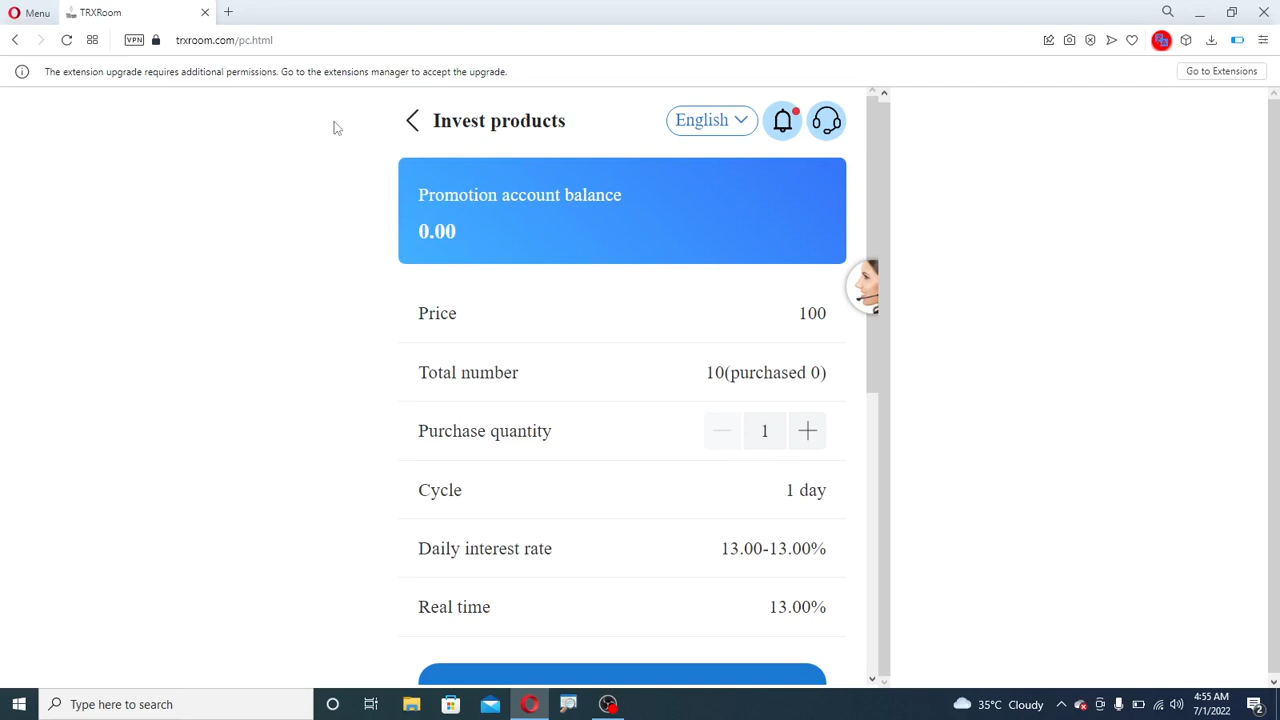 Menu
TRXRoom
VPN
trxroom.com/pc.html
The extension upgrade requires additional permissions. Go to the extensions manager to accept the upgrade.
Go to Extensions
Invest products
English
Promotion account balance
0.00
Price 100
Total number 10(purchased 0)
Purchase quantity 1
Cycle 1 day
Daily interest rate 13.00-13.00%
Real time 13.00%
Type here to search
35°C Cloudy
4:55 AM
7/1/2022
2